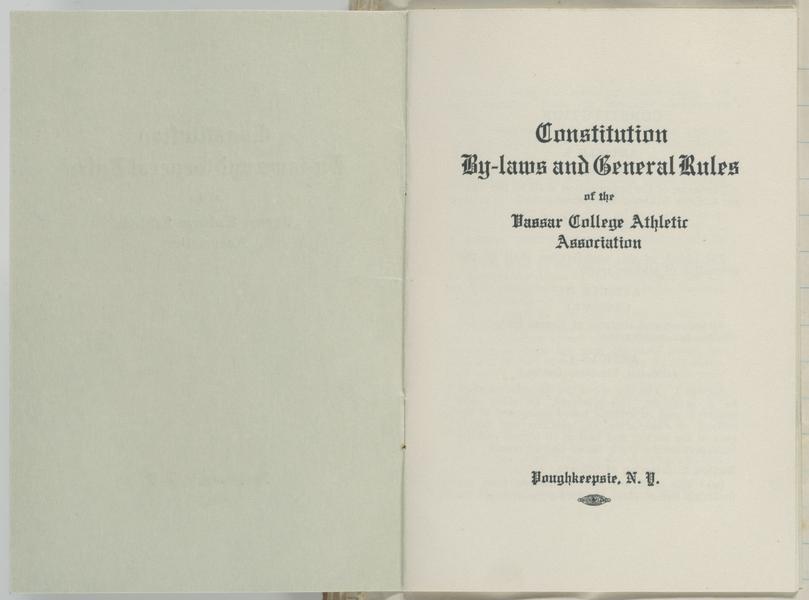 Constitution
By-laws and General Rules
of the
Vassar College Athletic
Association
Poughkeepsie, N. Y.